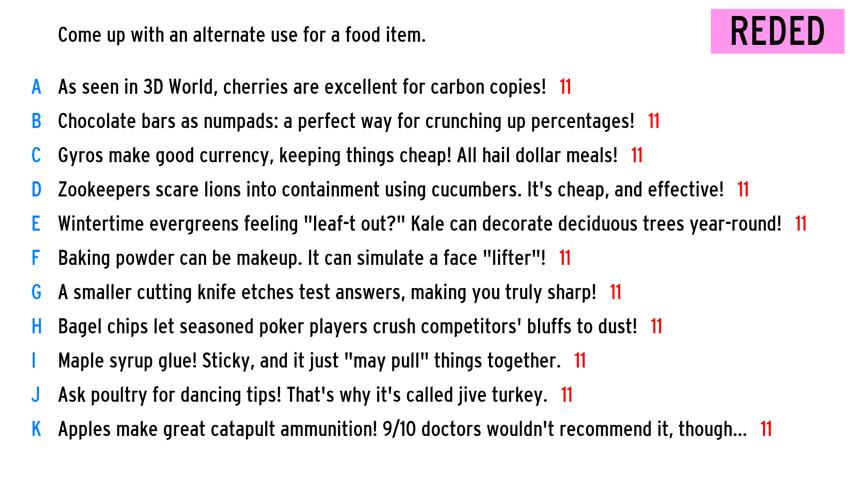 Come up with an alternate use for a food item.
REDED
A As seen in 3D World, cherries are excellent for carbon copies! 11
B Chocolate bars as numpads: a perfect way for crunching up percentages! 11
C Gyros make good currency, keeping things cheap! All hail dollar meals! 11
D Zookeepers scare lions into containment using cucumbers. It's cheap, and effective! 11
E Wintertime evergreens feeling "leaf-t out?" Kale can decorate deciduous trees year-round! 11
F Baking powder can be makeup. It can simulate a face "lifter"! 11
G A smaller cutting knife etches test answers, making you truly sharp! 11
H Bagel chips let seasoned poker players crush competitors' bluffs to dust! 11
I Maple syrup glue! Sticky, and it just "may pull" things together. 11
J Ask poultry for dancing tips! That's why it's called jive turkey. 11
K Apples make great catapult ammunition! 9/10 doctors wouldn't recommend it, though... 11